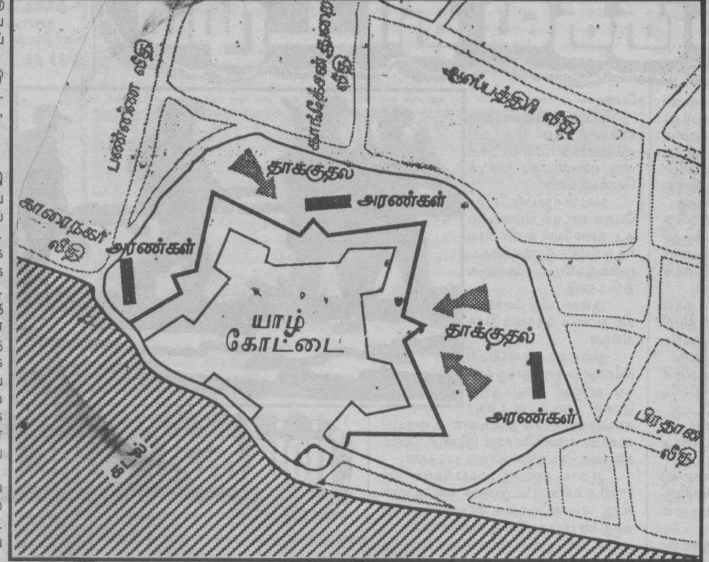 காங்கேசன்துறை
வீதி
பண்ணை வீதி
ஆஸ்பத்திரி வீதி
தாக்குதல்
அரண்கள்
காரைநகர்
வீதி
அரண்கள்
யாழ்
கோட்டை
தாக்குதல்
அரண்கள்
பிரதான
வீதி
கடல்